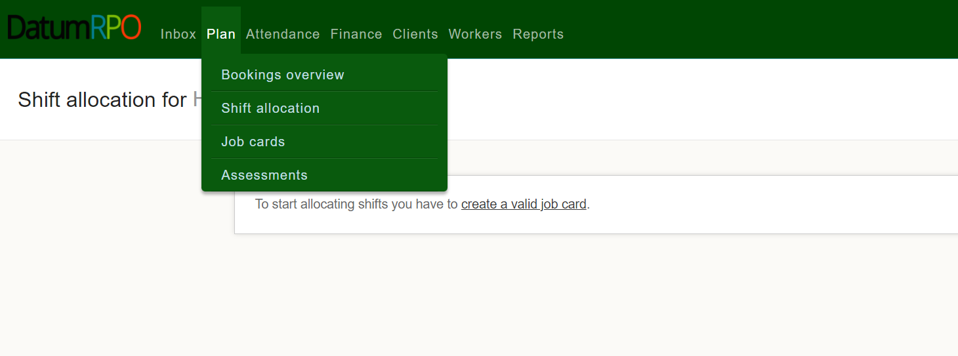 DatumRPO
Inbox Plan Attendance Finance Clients Workers Reports
Bookings overview
Shift allocation
Job cards
Assessments
Shift allocation for
To start allocating shifts you have to create a valid job card.